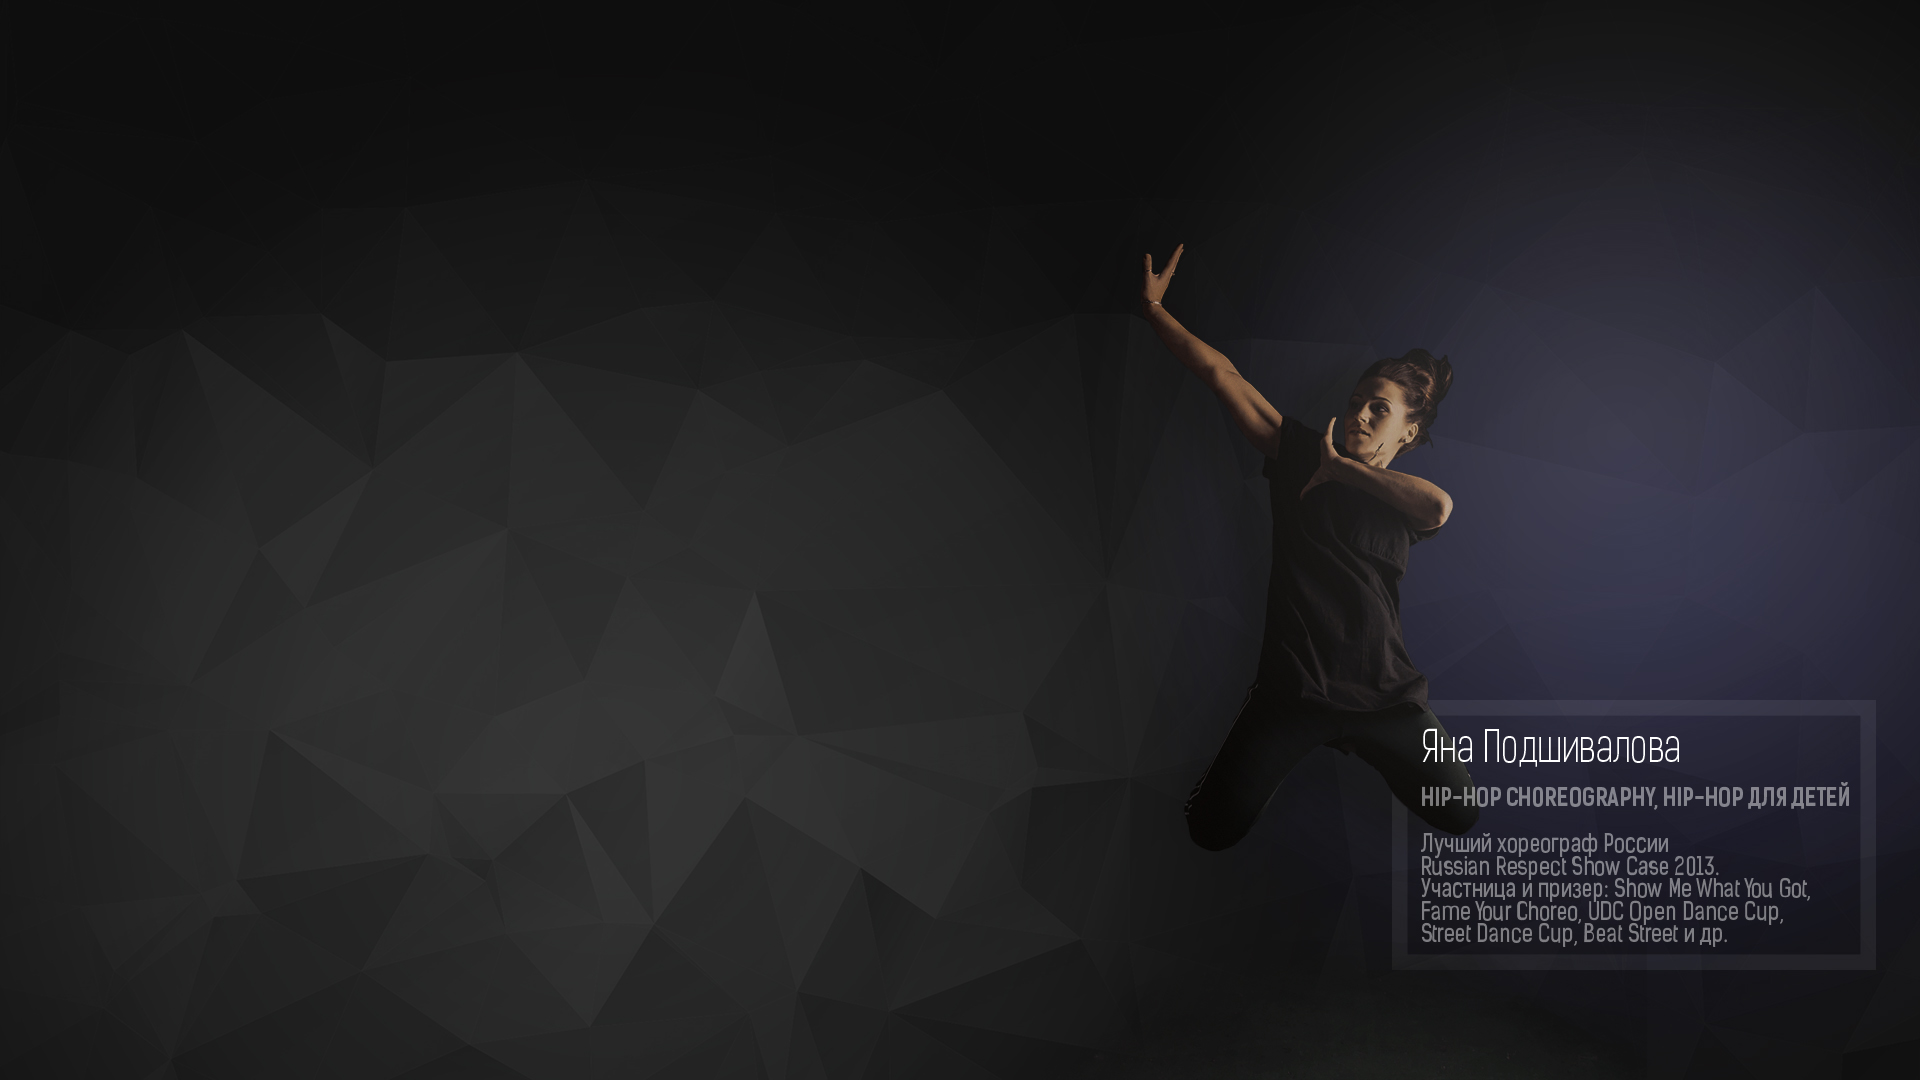 Яна Подшивалова
HIP-HOP CHOREOGRAPHY, HIP-HOP ДЛЯ ДЕТЕЙ
Лучший хореограф России
Russian Respect Show Case 2013.
Участница и призер: Show Me What You Got,
Fame Your Choreo, UDC Open Dance Cup,
Street Dance Cup, Beat Street и др.